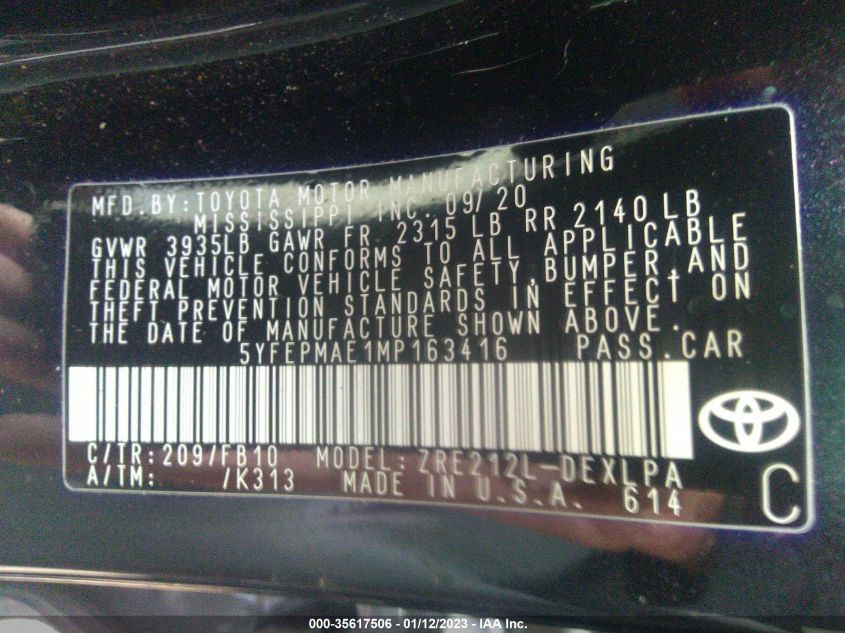 MFD.BY:TOYOTA MOTOR MANUFACTURING
MISSISSIPPI INC. 09/20
GVWR 3935LB GAWR FR. 2315 LB RR 2140 LB
THIS VEHICLE CONFORMS TO ALL APPLICABLE
FEDERAL MOTOR VEHICLE SAFETY,BUMPER,AND
THEFT PREVENTION STANDARDS IN EFFECT ON
THE DATE OF MANUFACTURE SHOWN ABOVE.
5YFEPMAE1MP163416 PASS.CAR
C/TR:209/FB10 MODEL:ZRE212L-DEXLPA
A/TM: /K313 MADE IN U.S.A. 614
C
000-35617506 - 01/12/2023 - IAA Inc.